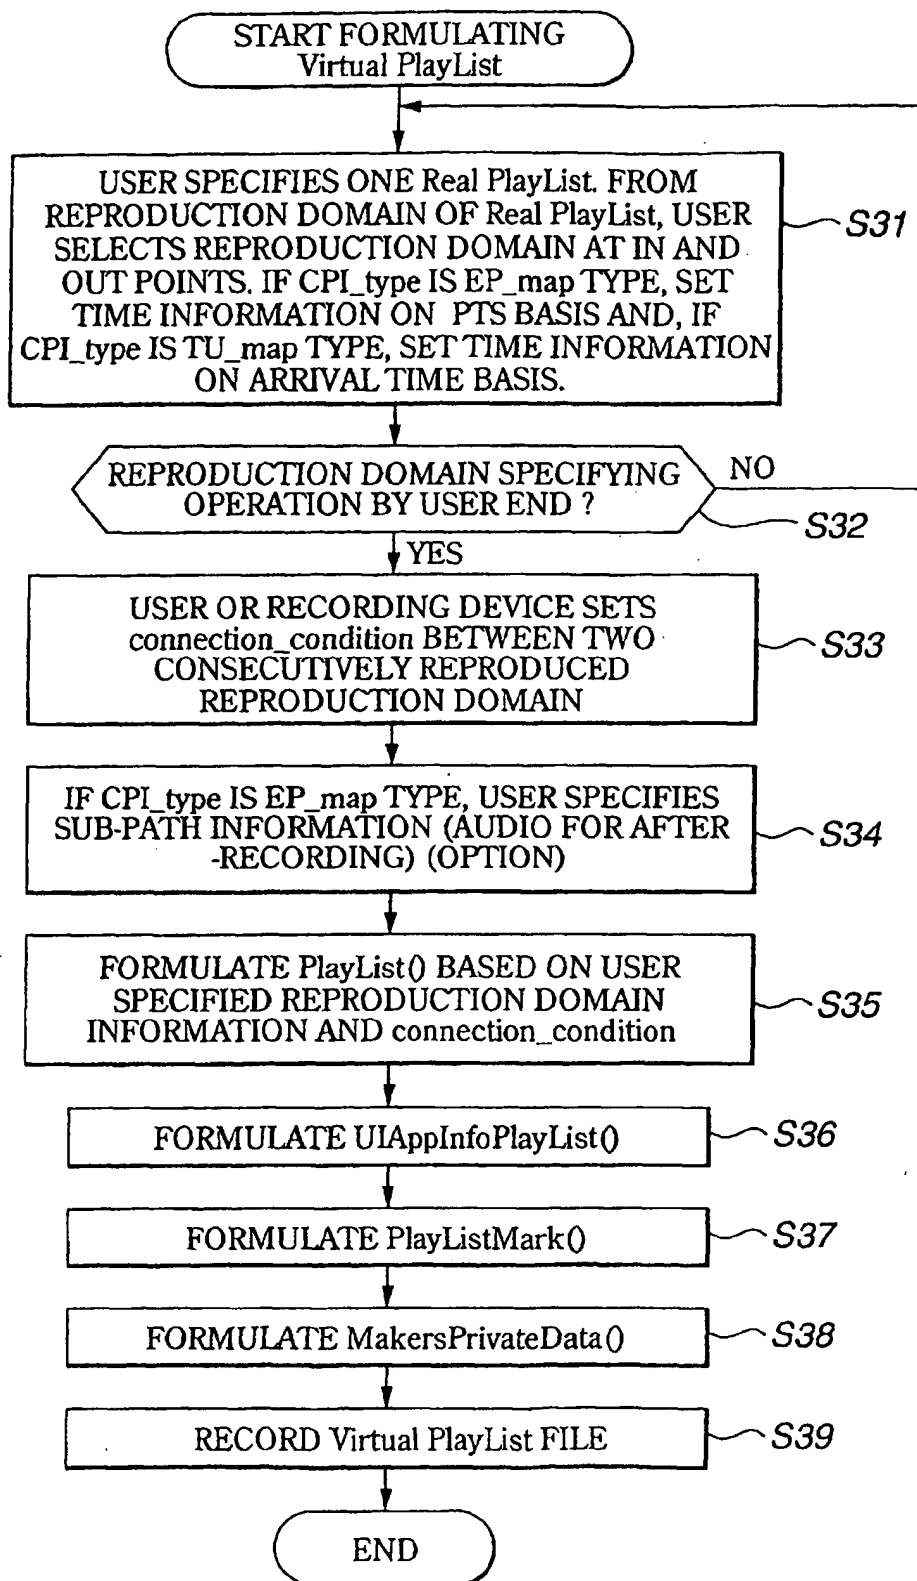 START FORMULATING
Virtual PlayList
USER SPECIFIES ONE Real PlayList. FROM
REPRODUCTION DOMAIN OF Real PlayList, USER
SELECTS REPRODUCTION DOMAIN AT IN AND
OUT POINTS. IF CPI_type IS EP_map TYPE, SET
TIME INFORMATION ON PTS BASIS AND, IF
CPI_type IS TU_map TYPE, SET TIME INFORMATION
ON ARRIVAL TIME BASIS.
S31
REPRODUCTION DOMAIN SPECIFYING
OPERATION BY USER END ?
NO
S32
YES
USER OR RECORDING DEVICE SETS
connection_condition BETWEEN TWO
CONSECUTIVELY REPRODUCED
REPRODUCTION DOMAIN
S33
IF CPI_type IS EP_map TYPE, USER SPECIFIES
SUB-PATH INFORMATION (AUDIO FOR AFTER
-RECORDING) (OPTION)
S34
FORMULATE PlayList() BASED ON USER
SPECIFIED REPRODUCTION DOMAIN
INFORMATION AND connection_condition
S35
FORMULATE UIAppInfoPlayList()
S36
FORMULATE PlayListMark()
S37
FORMULATE MakersPrivateData()
S38
RECORD Virtual PlayList FILE
S39
END